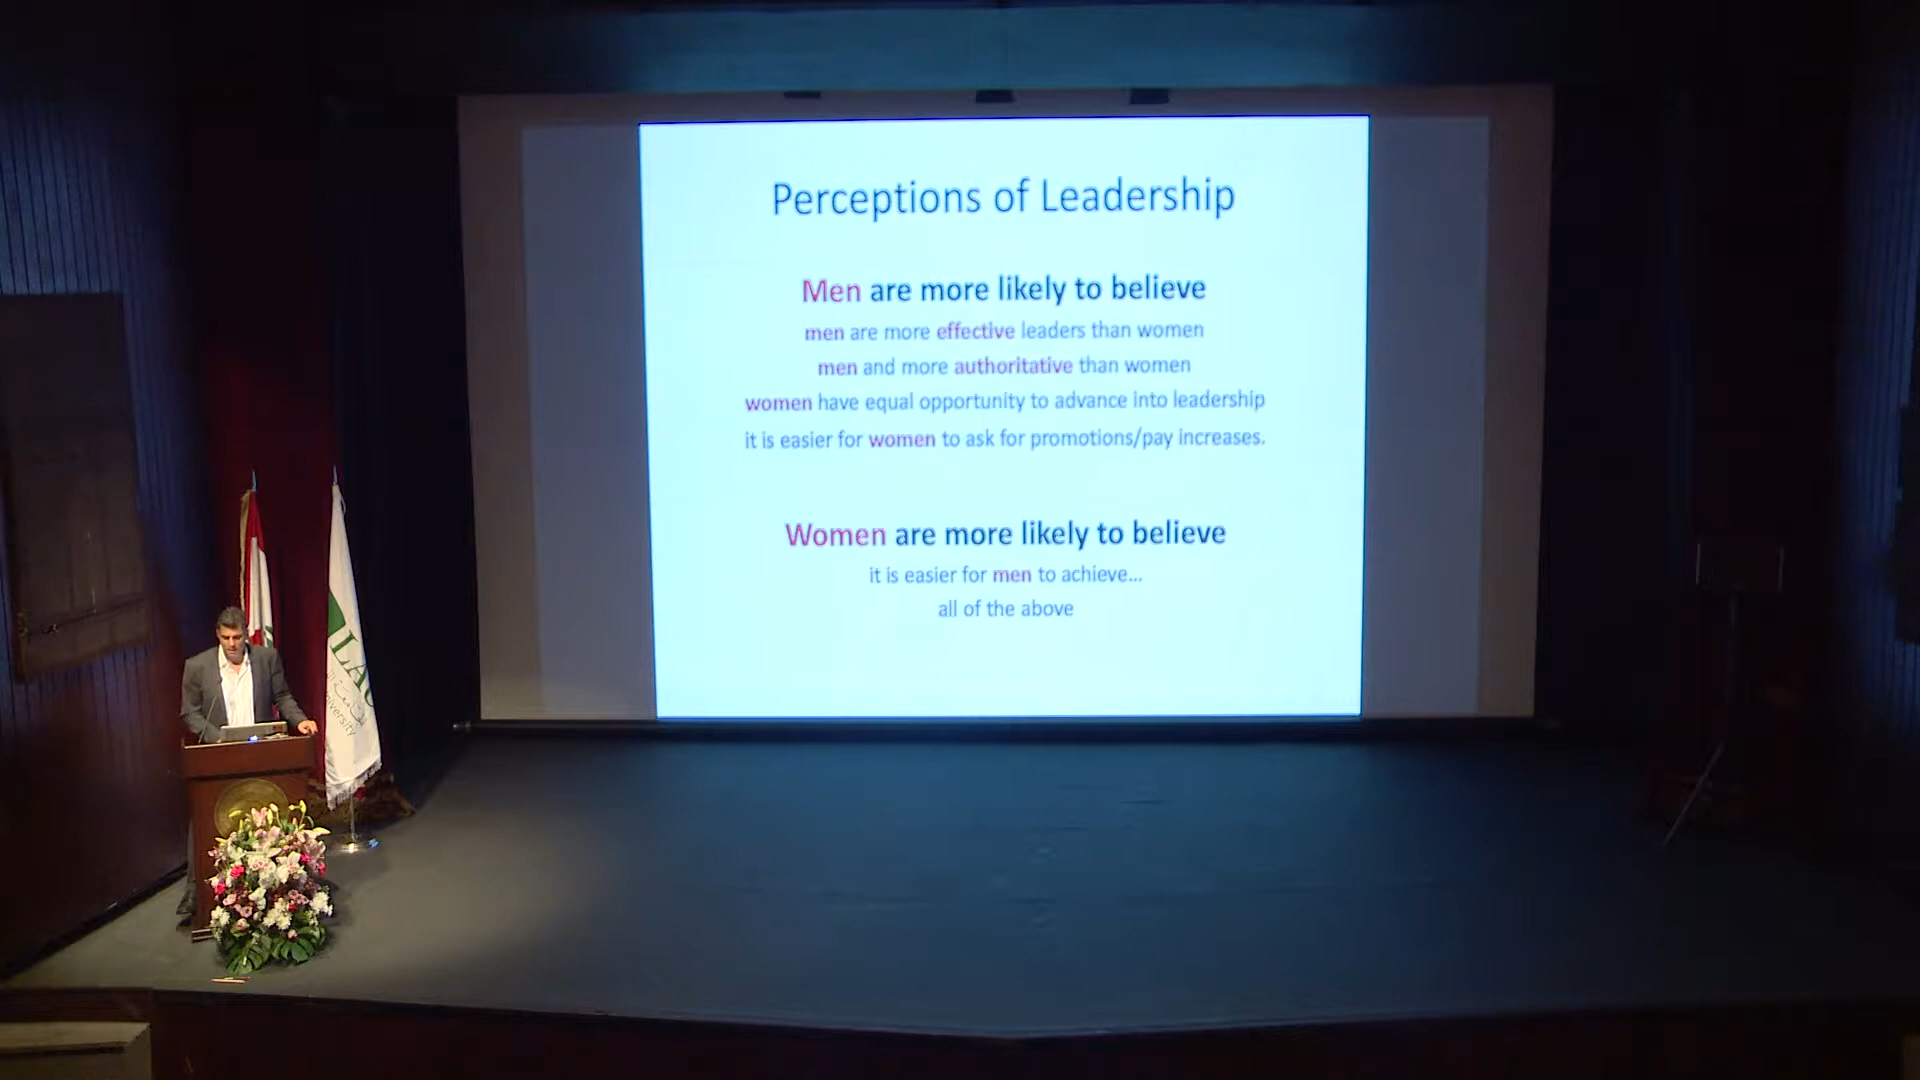 Perceptions of Leadership
Men are more likely to believe
men are more effective leaders than women
men and more authoritative than women
women have equal opportunity to advance into leadership
it is easier for women to ask for promotions/pay increases.
Women are more likely to believe
it is easier for men to achieve...
all of the above
LAU